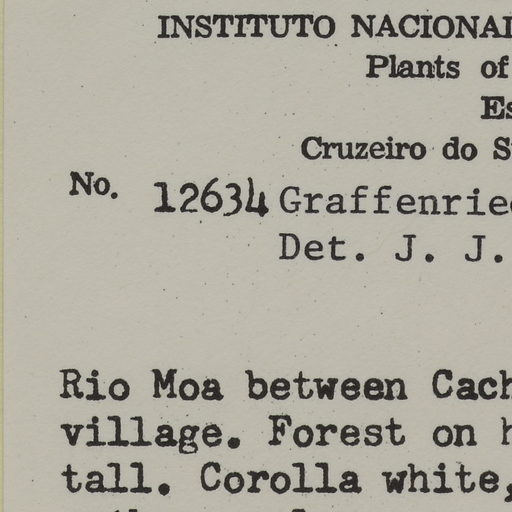 INSTITUTO NACIONAL
Plants of
Es
Cruzeiro do S
No. 12634 Graffenrie
Det. J. J.
Rio Moa between Cach
village. Forest on h
tall. Corolla white,